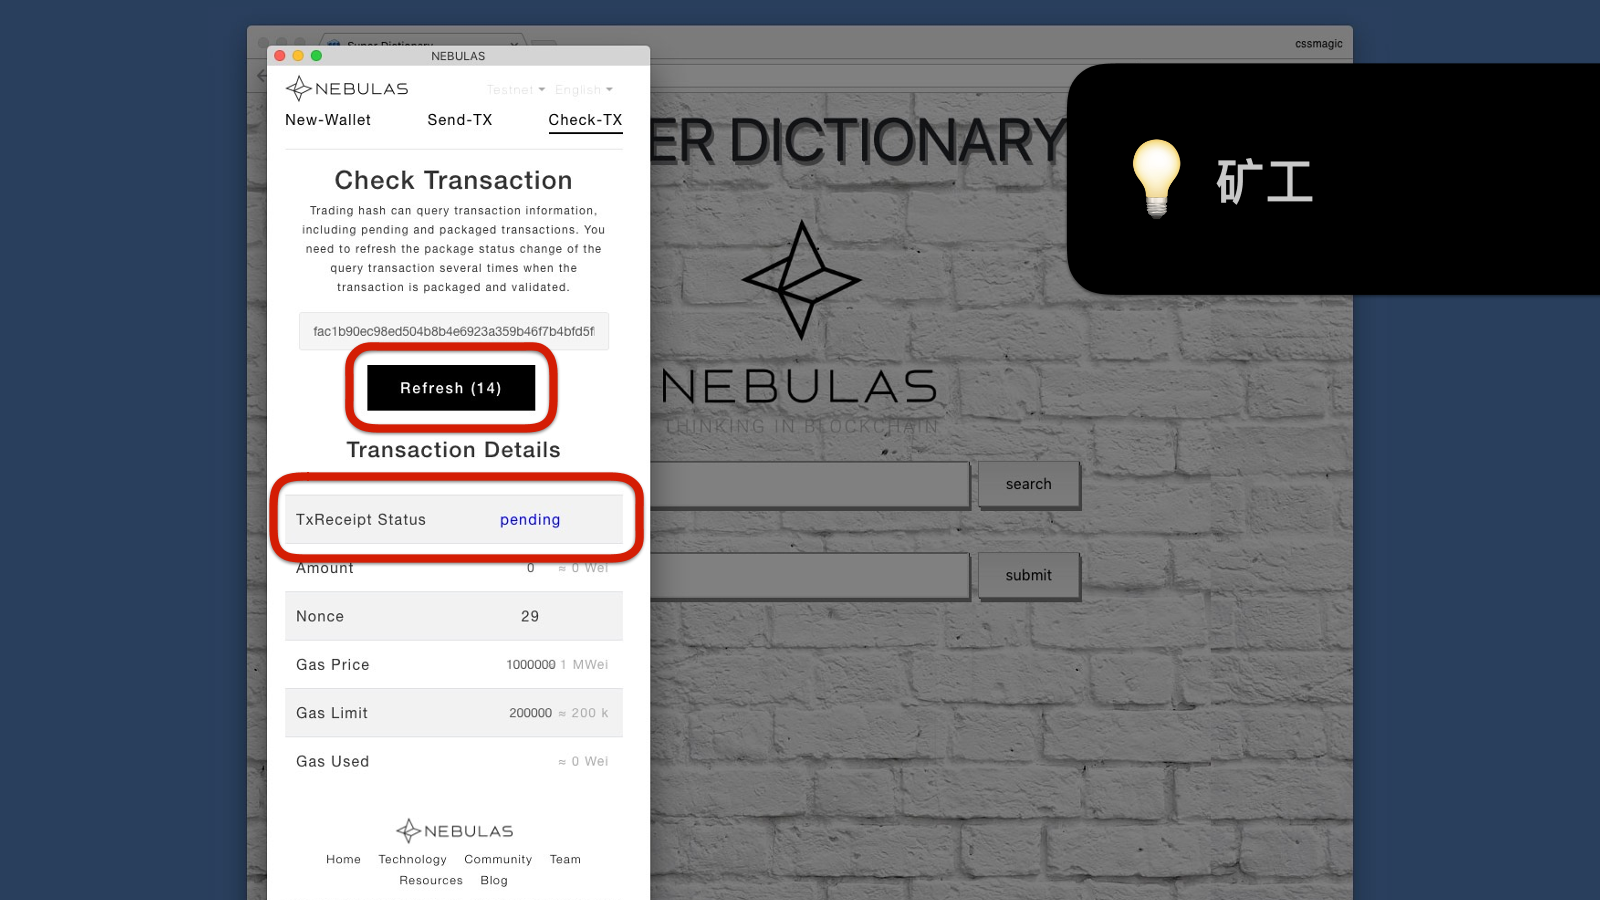 Super Dictionary
cssmagic
NEBULAS
NEBULAS
Testnet English
New-Wallet Send-TX Check-TX
Check Transaction
Trading hash can query transaction information,
including pending and packaged transactions. You
need to refresh the package status change of the
query transaction several times when the
transaction is packaged and validated.
fac1b90ec98ed504b8b4e6923a359b46f7b4bfd5f
Refresh (14)
Transaction Details
TxReceipt Status pending
Amount 0 ≈ 0 Wei
Nonce 29
Gas Price 1000000 1 MWei
Gas Limit 200000 ≈ 200 k
Gas Used ≈ 0 Wei
NEBULAS
Home Technology Community Team
Resources Blog
ER DICTIONARY
NEBULAS
THINKING IN BLOCKCHAIN
search
submit
矿工